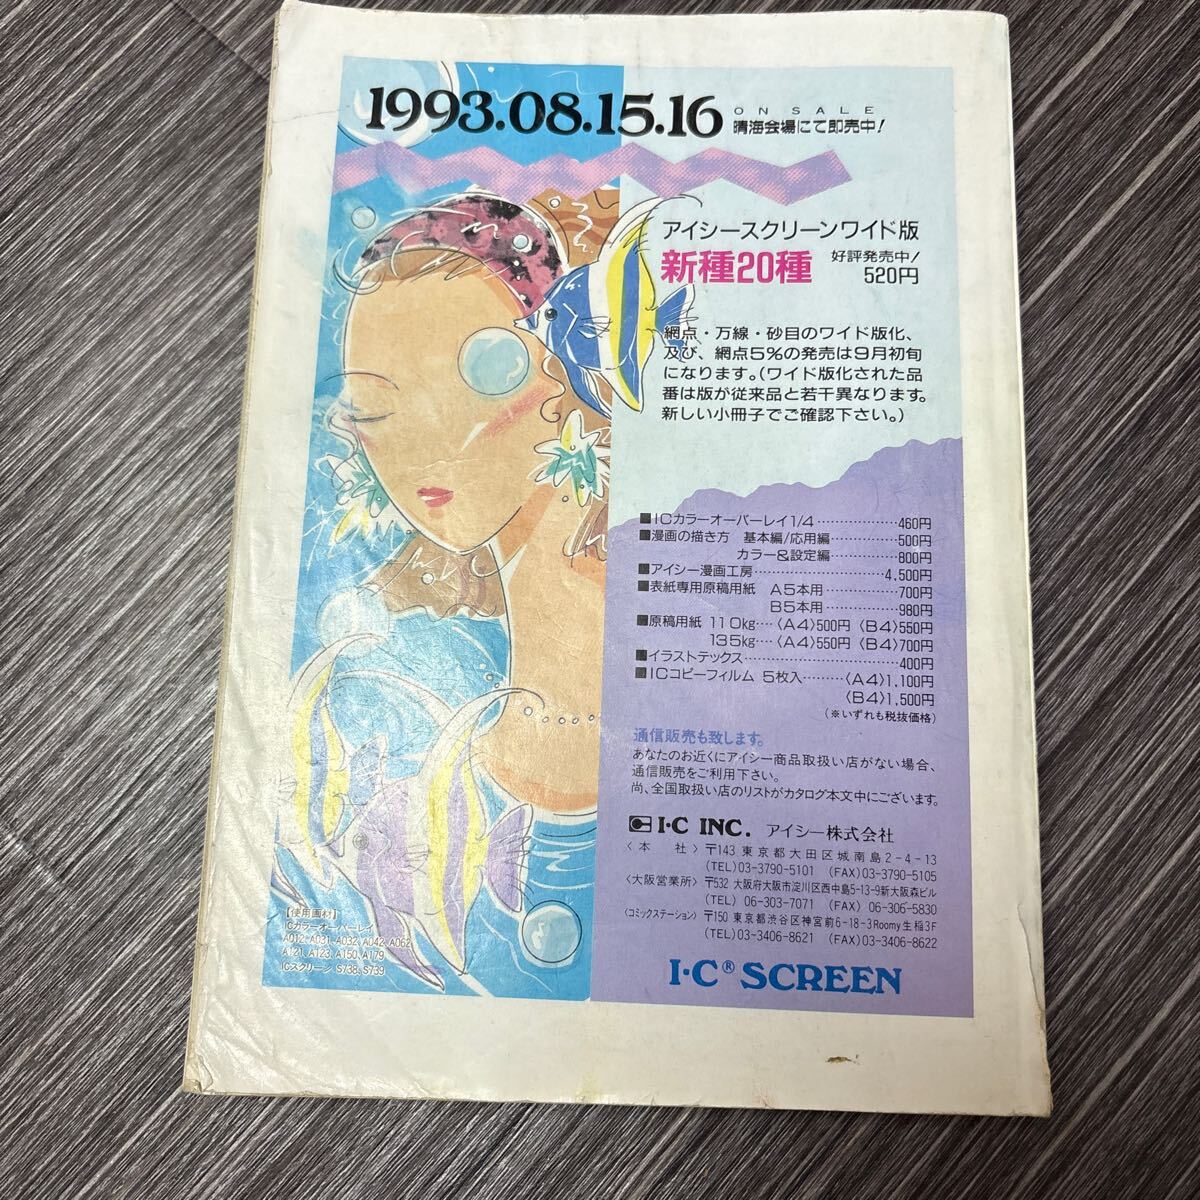 1993.08.15.16
ON SALE
晴海会場にて即売中!
アイシースクリーンワイド版
新種20種
好評発売中!
520円
網点・万線・砂目のワイド版化、
及び、網点5%の発売は9月初旬
になります。(ワイド版化された品
番は版が従来品と若干異なります。
新しい小冊子でご確認下さい。)
■ICカラーオーバーレイ1/4………………460円
■漫画の描き方 基本編/応用編……………500円
カラー&設定編……………800円
■アイシー漫画工房…………………………4,500円
■表紙専用原稿用紙 A5本用………………700円
B5本用………………980円
■原稿用紙 110kg‥‥〈A4〉500円〈B4〉550円
135kg‥‥〈A4〉550円〈B4〉700円
■イラストテックス……………………………400円
■ICコピーフィルム 5枚入………〈A4〉1,100円
〈B4〉1,500円
(※いずれも税抜価格)
通信販売も致します。
あなたのお近くにアイシー商品取扱い店がない場合、
通信販売をご利用下さい。
尚、全国取扱い店のリストがカタログ本文中にございます。
I・C INC. アイシー株式会社
〈本 社〉〒143 東京都大田区城南島2-4-13
(TEL)03-3790-5101 (FAX)03-3790-5105
〈大阪営業所〉〒532 大阪府大阪市淀川区西中島5-13-9新大阪森ビル
(TEL) 06-303-7071 (FAX) 06-305-5830
〈コミックステーション〉〒150 東京都渋谷区神宮前6-18-3 Roomy生稲3F
(TEL)03-3406-8621 (FAX)03-3406-8622
I・C® SCREEN
【使用画材】
ICカラーオーバーレイ
A012、A031、A032、A042、A062
A121、A123、A150、A179
ICスクリーン S738、S739